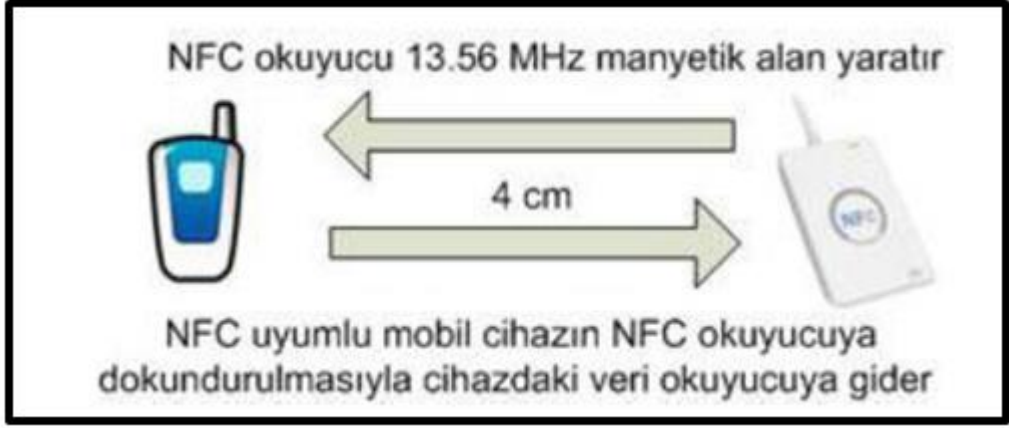 NFC okuyucu 13.56 MHz manyetik alan yaratır
4 cm
NFC
NFC uyumlu mobil cihazın NFC okuyucuya
dokundurulmasıyla cihazdaki veri okuyucuya gider